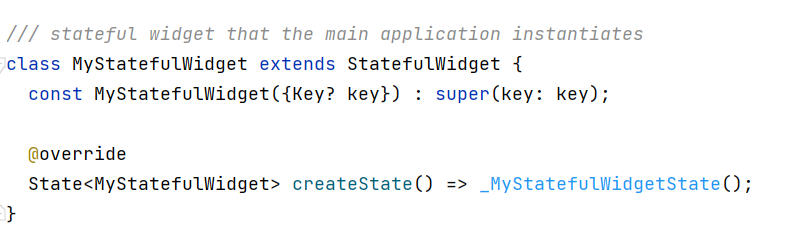 /// stateful widget that the main application instantiates
class MyStatefulWidget extends StatefulWidget {
  const MyStatefulWidget({Key? key}) : super(key: key);

  @override
  State<MyStatefulWidget> createState() => _MyStatefulWidgetState();
}